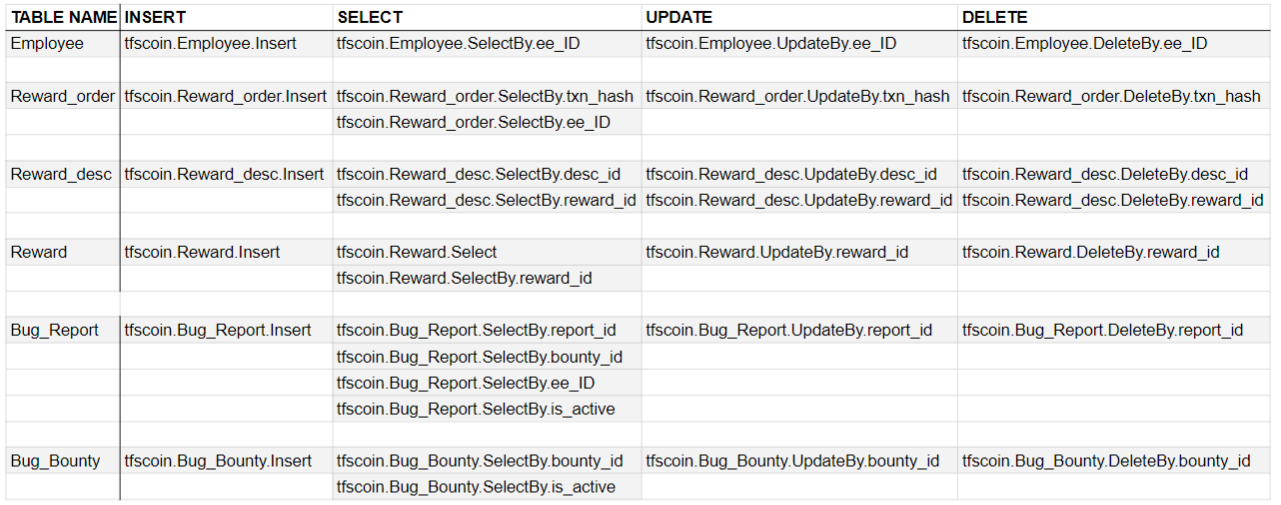 TABLE NAME INSERT SELECT UPDATE DELETE
Employee tfscoin.Employee.Insert tfscoin.Employee.SelectBy.ee_ID tfscoin.Employee.UpdateBy.ee_ID tfscoin.Employee.DeleteBy.ee_ID
Reward_order tfscoin.Reward_order.Insert tfscoin.Reward_order.SelectBy.txn_hash tfscoin.Reward_order.UpdateBy.txn_hash tfscoin.Reward_order.DeleteBy.txn_hash
tfscoin.Reward_order.SelectBy.ee_ID
Reward_desc tfscoin.Reward_desc.Insert tfscoin.Reward_desc.SelectBy.desc_id tfscoin.Reward_desc.UpdateBy.desc_id tfscoin.Reward_desc.DeleteBy.desc_id
tfscoin.Reward_desc.SelectBy.reward_id tfscoin.Reward_desc.UpdateBy.reward_id tfscoin.Reward_desc.DeleteBy.reward_id
Reward tfscoin.Reward.Insert tfscoin.Reward.Select tfscoin.Reward.UpdateBy.reward_id tfscoin.Reward.DeleteBy.reward_id
tfscoin.Reward.SelectBy.reward_id
Bug_Report tfscoin.Bug_Report.Insert tfscoin.Bug_Report.SelectBy.report_id tfscoin.Bug_Report.UpdateBy.report_id tfscoin.Bug_Report.DeleteBy.report_id
tfscoin.Bug_Report.SelectBy.bounty_id
tfscoin.Bug_Report.SelectBy.ee_ID
tfscoin.Bug_Report.SelectBy.is_active
Bug_Bounty tfscoin.Bug_Bounty.Insert tfscoin.Bug_Bounty.SelectBy.bounty_id tfscoin.Bug_Bounty.UpdateBy.bounty_id tfscoin.Bug_Bounty.DeleteBy.bounty_id
tfscoin.Bug_Bounty.SelectBy.is_active